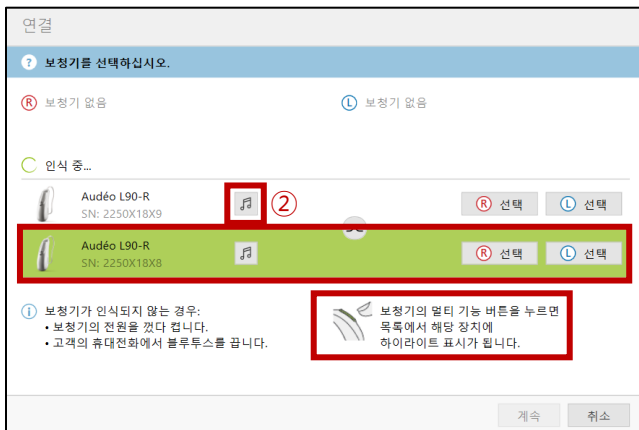 연결
? 보청기를 선택하십시오.
R 보청기 없음
L 보청기 없음
인식 중...
Audéo L90-R
SN: 2250X18X9
②
R 선택
L 선택
Audéo L90-R
SN: 2250X18X8
R 선택
L 선택
i 보청기가 인식되지 않는 경우:
• 보청기의 전원을 껐다 켭니다.
• 고객의 휴대전화에서 블루투스를 끕니다.
보청기의 멀티 기능 버튼을 누르면
목록에서 해당 장치에
하이라이트 표시가 됩니다.
계속
취소